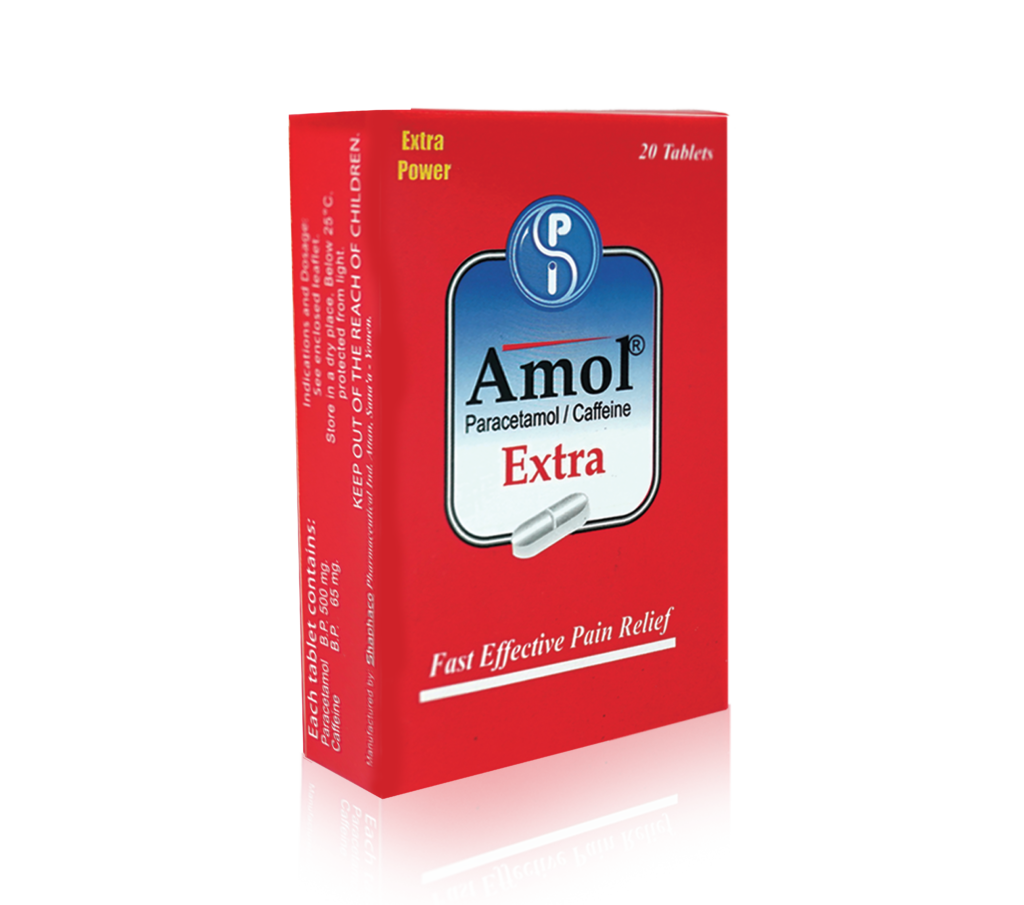 Extra
Power
20 Tablets
SPi
Amol®
Paracetamol / Caffeine
Extra
Fast Effective Pain Relief
Indications and Dosage:
see enclosed leaflet.
Store in a dry place. Below 25°C.
protected from light.
KEEP OUT OF THE REACH OF CHILDREN.
Each tablet contains:
Paracetamol B.P. 500 mg.
Caffeine B.P. 65 mg.
Manufactured by: Shaphaco Pharmaceutical Ind. Attan, Sana'a - Yemen.